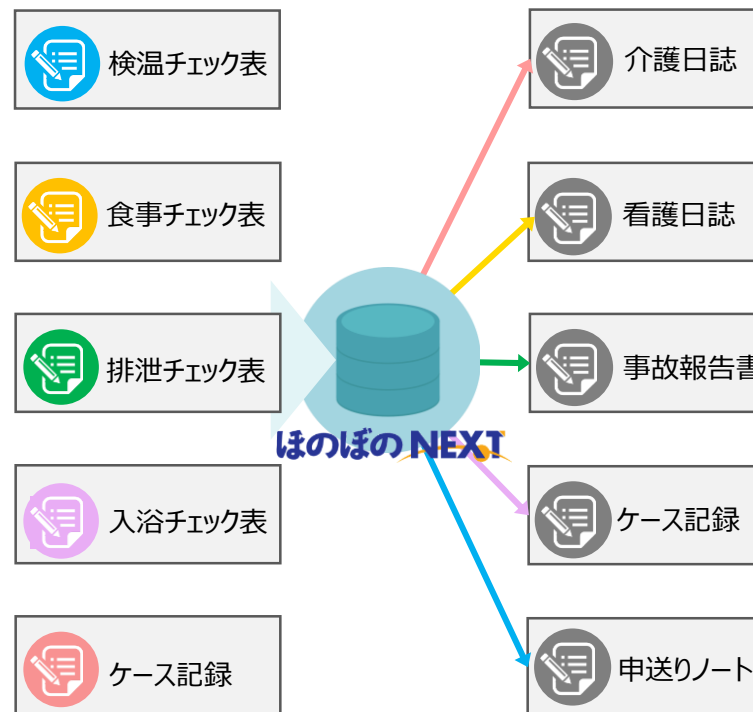 検温チェック表
食事チェック表
排泄チェック表
入浴チェック表
ケース記録
ほのぼのNEXT
介護日誌
看護日誌
事故報告書
ケース記録
申送りノート